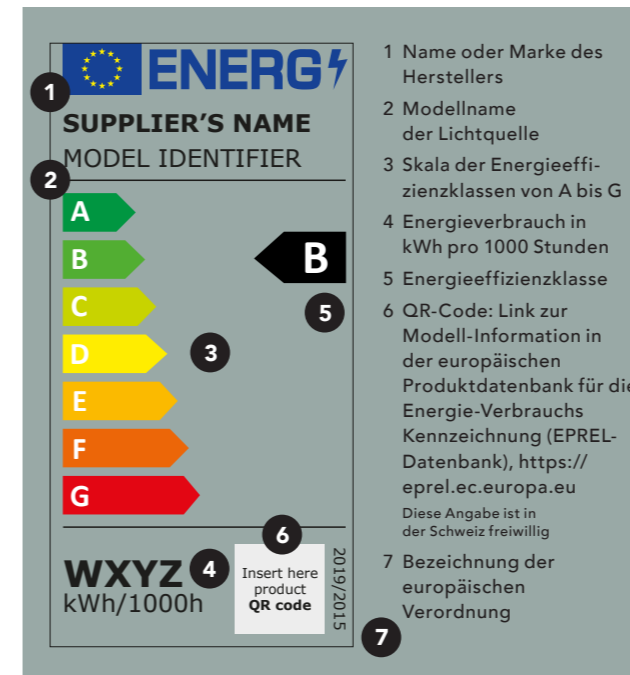 ENERG
1
SUPPLIER’S NAME
MODEL IDENTIFIER
2
A
B
C
D
E
F
G
B
5
3
6
WXYZ
kWh/1000h
4
Insert here
product
QR code
2019/2015
7
1 Name oder Marke des
Herstellers
2 Modellname
der Lichtquelle
3 Skala der Energieeffi-
zienzklassen von A bis G
4 Energieverbrauch in
kWh pro 1000 Stunden
5 Energieeffizienzklasse
6 QR-Code: Link zur
Modell-Information in
der europäischen
Produktdatenbank für die
Energie-Verbrauchs
Kennzeichnung (EPREL-
Datenbank), https://
eprel.ec.europa.eu
Diese Angabe ist in
der Schweiz freiwillig
7 Bezeichnung der
europäischen
Verordnung